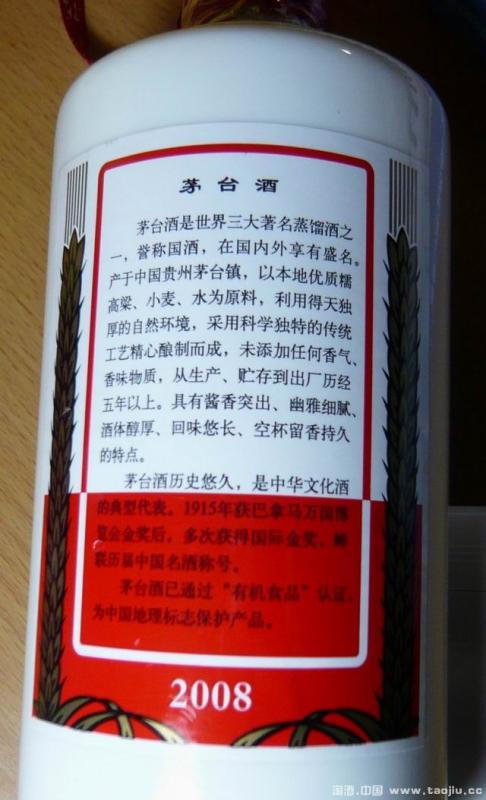 茅台酒
茅台酒是世界三大著名蒸馏酒之
一，誉称国酒，在国内外享有盛名。
产于中国贵州茅台镇，以本地优质糯
高粱、小麦、水为原料，利用得天独
厚的自然环境，采用科学独特的传统
工艺精心酿制而成，未添加任何香气、
香味物质，从生产、贮存到出厂历经
五年以上。具有酱香突出、幽雅细腻、
酒体醇厚、回味悠长、空杯留香持久
的特点。
茅台酒历史悠久，是中华文化酒
的典型代表。1915年获巴拿马万国博
览会金奖后，多次获得国际金奖，蝉
联历届中国名酒称号。
茅台酒已通过“有机食品”认证，
为中国地理标志保护产品。
2008
国酒.中国 www.taojiu.cc